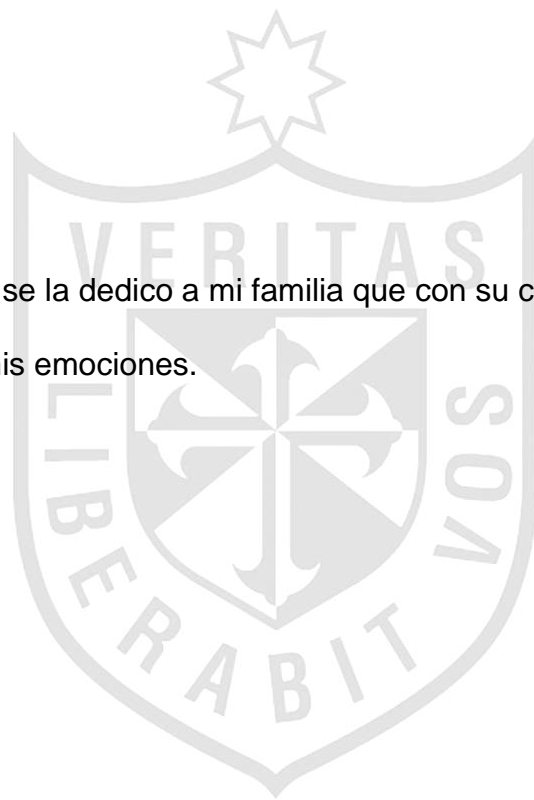 VERITAS
se la dedico a mi familia que con su
is emociones.
LIBERABIT VOS